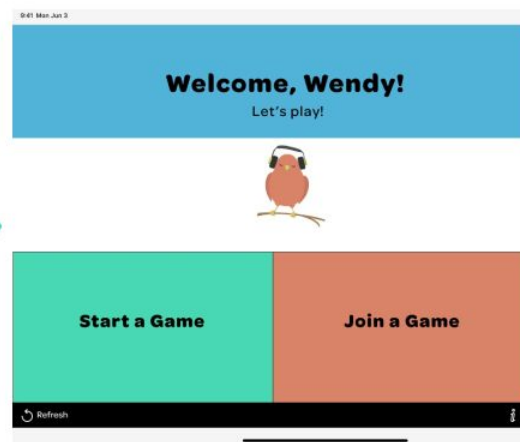 9:41 Mon Jun 3
Welcome, Wendy!
Let's play!
Start a Game
Join a Game
Refresh